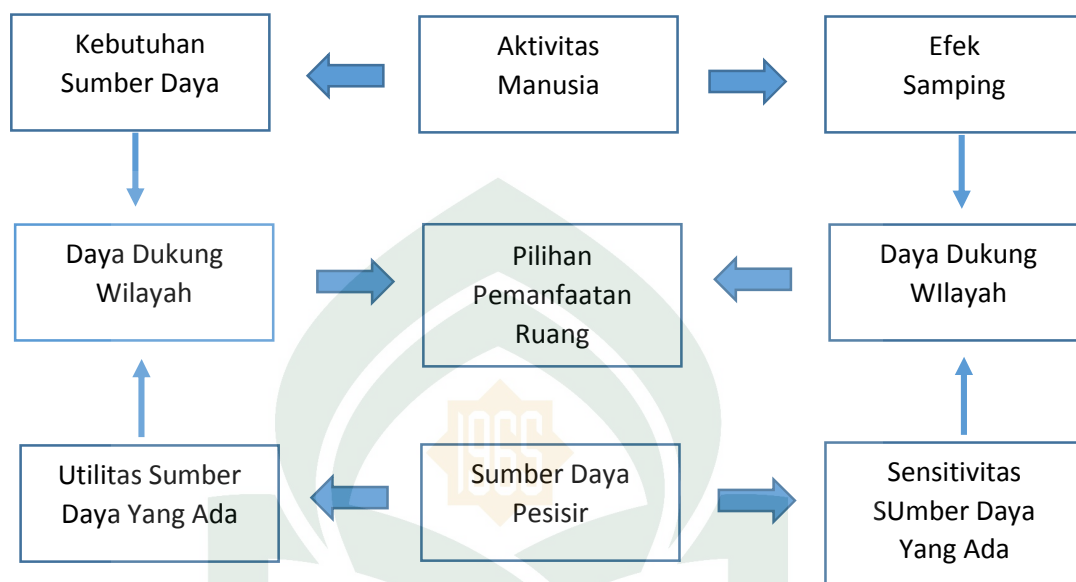 Kebutuhan
Sumber Daya
Aktivitas
Manusia
Efek
Samping
Daya Dukung
Wilayah
Pilihan
Pemanfaatan
Ruang
Daya Dukung
WIlayah
Utilitas Sumber
Daya Yang Ada
1965
Sumber Daya
Pesisir
Sensitivitas
SUmber Daya
Yang Ada